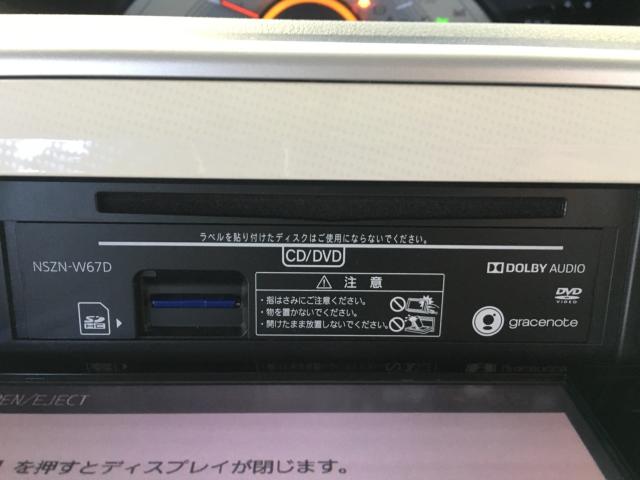 ラベルを貼り付けたディスクはご使用にならないでください。
CD/DVD
NSZN-W67D
注 意
・指はさみにご注意ください。
・物を置かないでください。
・開けたまま放置しないでください。
DOLBY AUDIO
DVD
VIDEO
SD
HC
gracenote
EN/EJECT
を押すとディスプレイが閉じます。